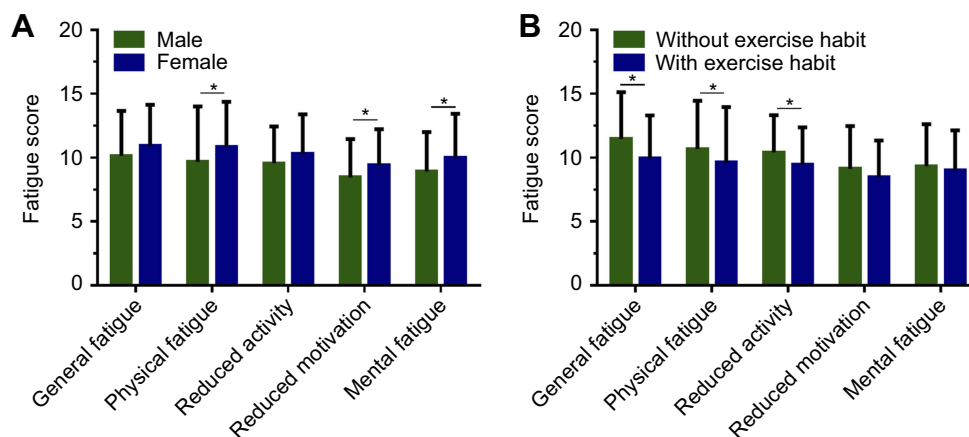 A
Fatigue score
20
15
10
5
0
Male
Female
*
*
*
General fatigue
Physical fatigue
Reduced activity
Reduced motivation
Mental fatigue
B
Fatigue score
20
15
10
5
0
Without exercise habit
With exercise habit
*
*
*
General fatigue
Physical fatigue
Reduced activity
Reduced motivation
Mental fatigue